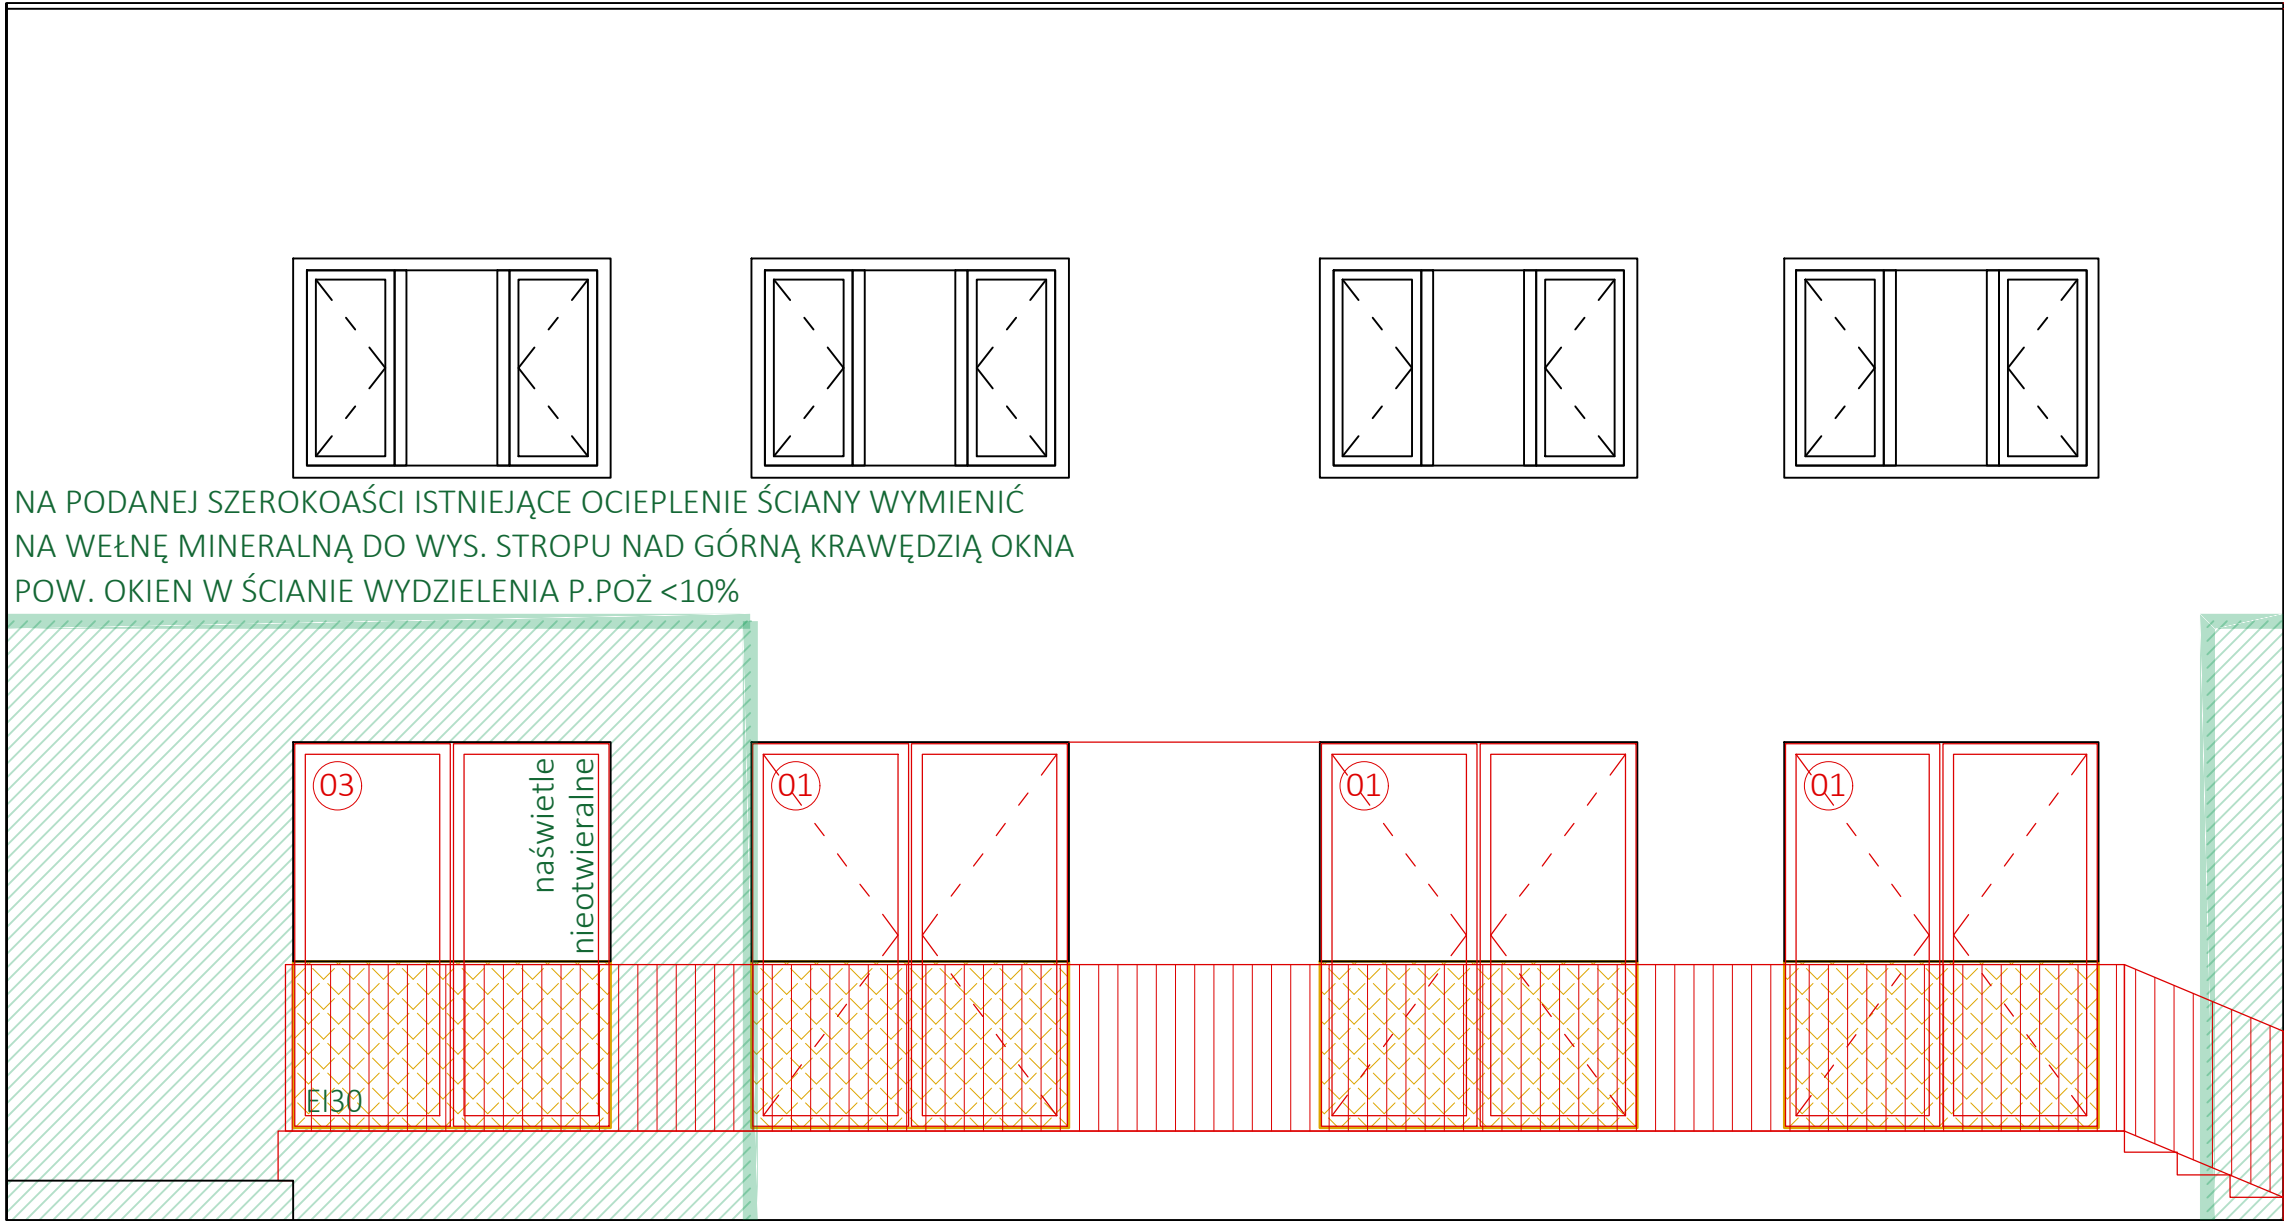 NA PODANEJ SZEROKOAŚCI ISTNIEJĄCE OCIEPLENIE ŚCIANY WYMIENIĆ
NA WEŁNĘ MINERALNĄ DO WYS. STROPU NAD GÓRNĄ KRAWĘDZIĄ OKNA
POW. OKIEN W ŚCIANIE WYDZIELENIA P.POŻ <10%
03
naświetle
nieotwieralne
01
01
01
EI30